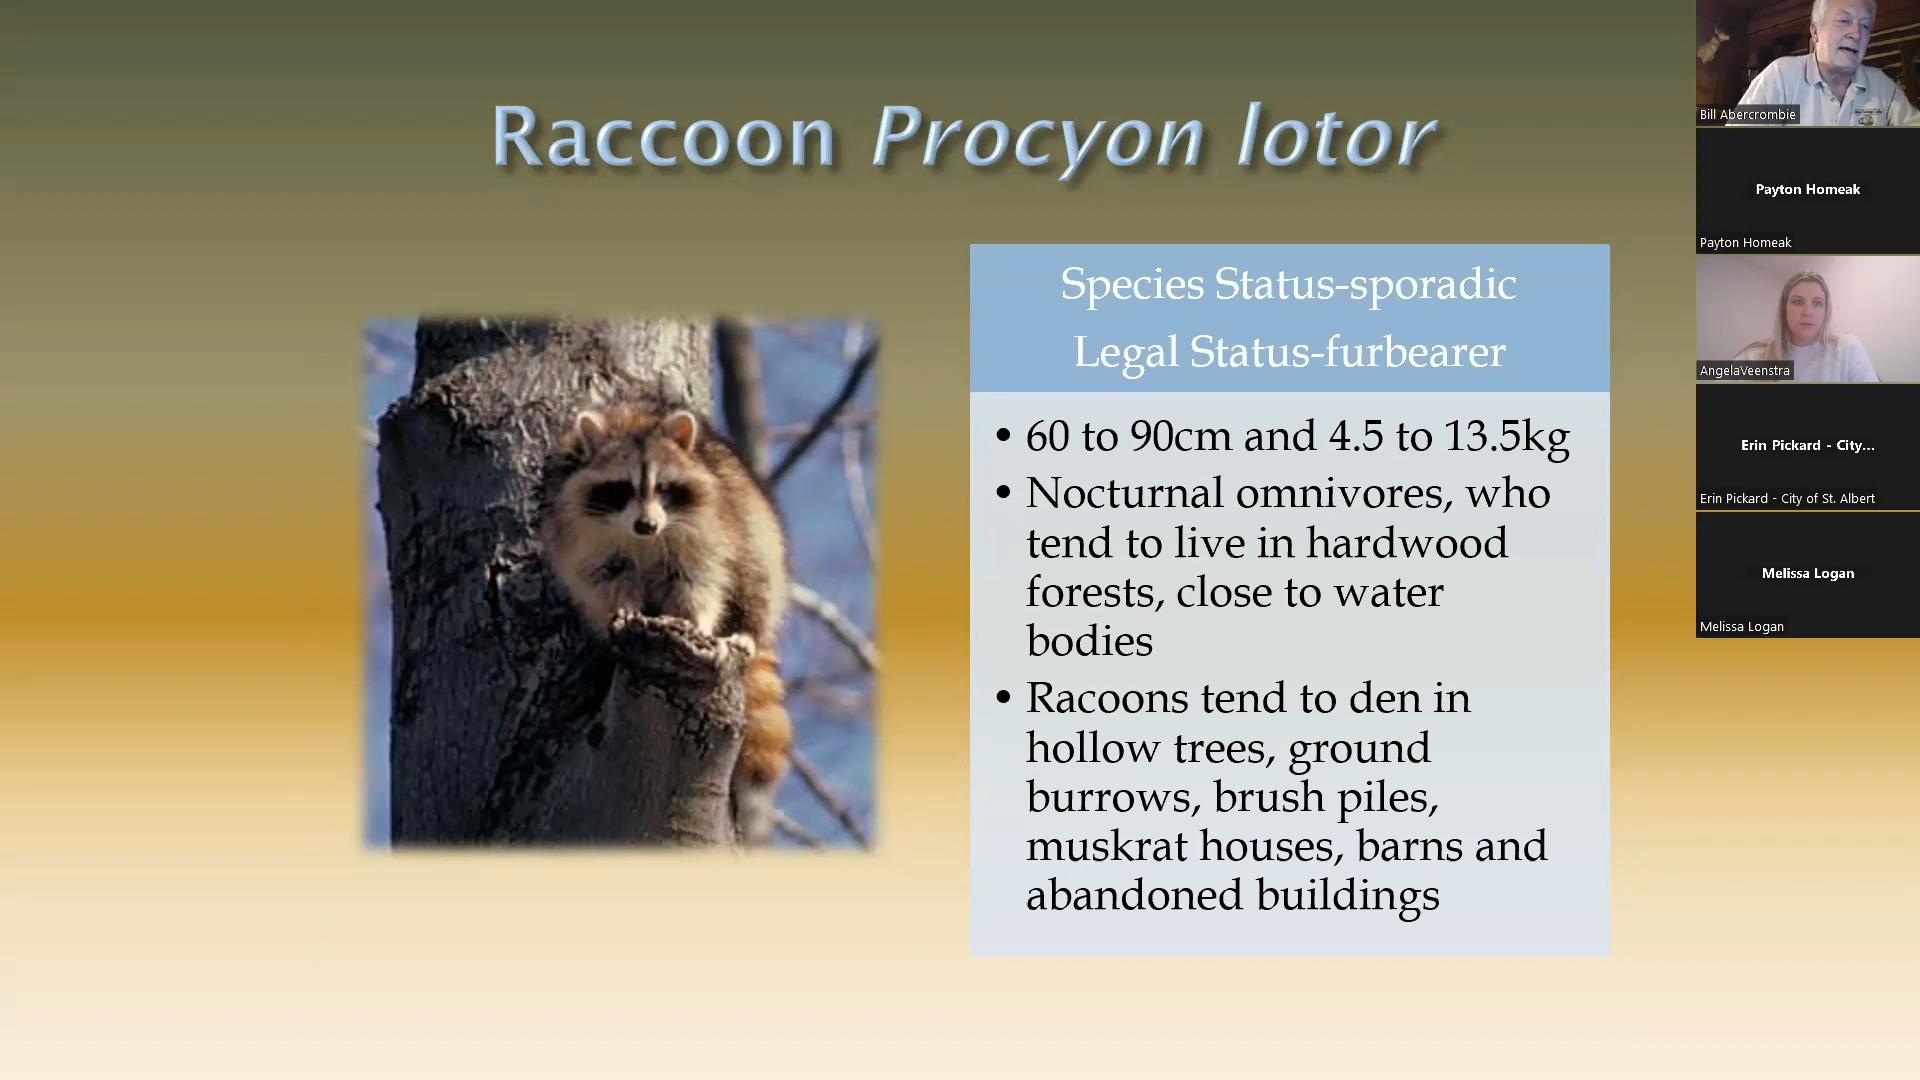 Raccoon Procyon lotor
Species Status-sporadic
Legal Status-furbearer
• 60 to 90cm and 4.5 to 13.5kg
• Nocturnal omnivores, who
tend to live in hardwood
forests, close to water
bodies
• Racoons tend to den in
hollow trees, ground
burrows, brush piles,
muskrat houses, barns and
abandoned buildings
Bill Abercrombie
Payton Homeak
Payton Homeak
AngelaVeenstra
Erin Pickard - City...
Erin Pickard - City of St. Albert
Melissa Logan
Melissa Logan